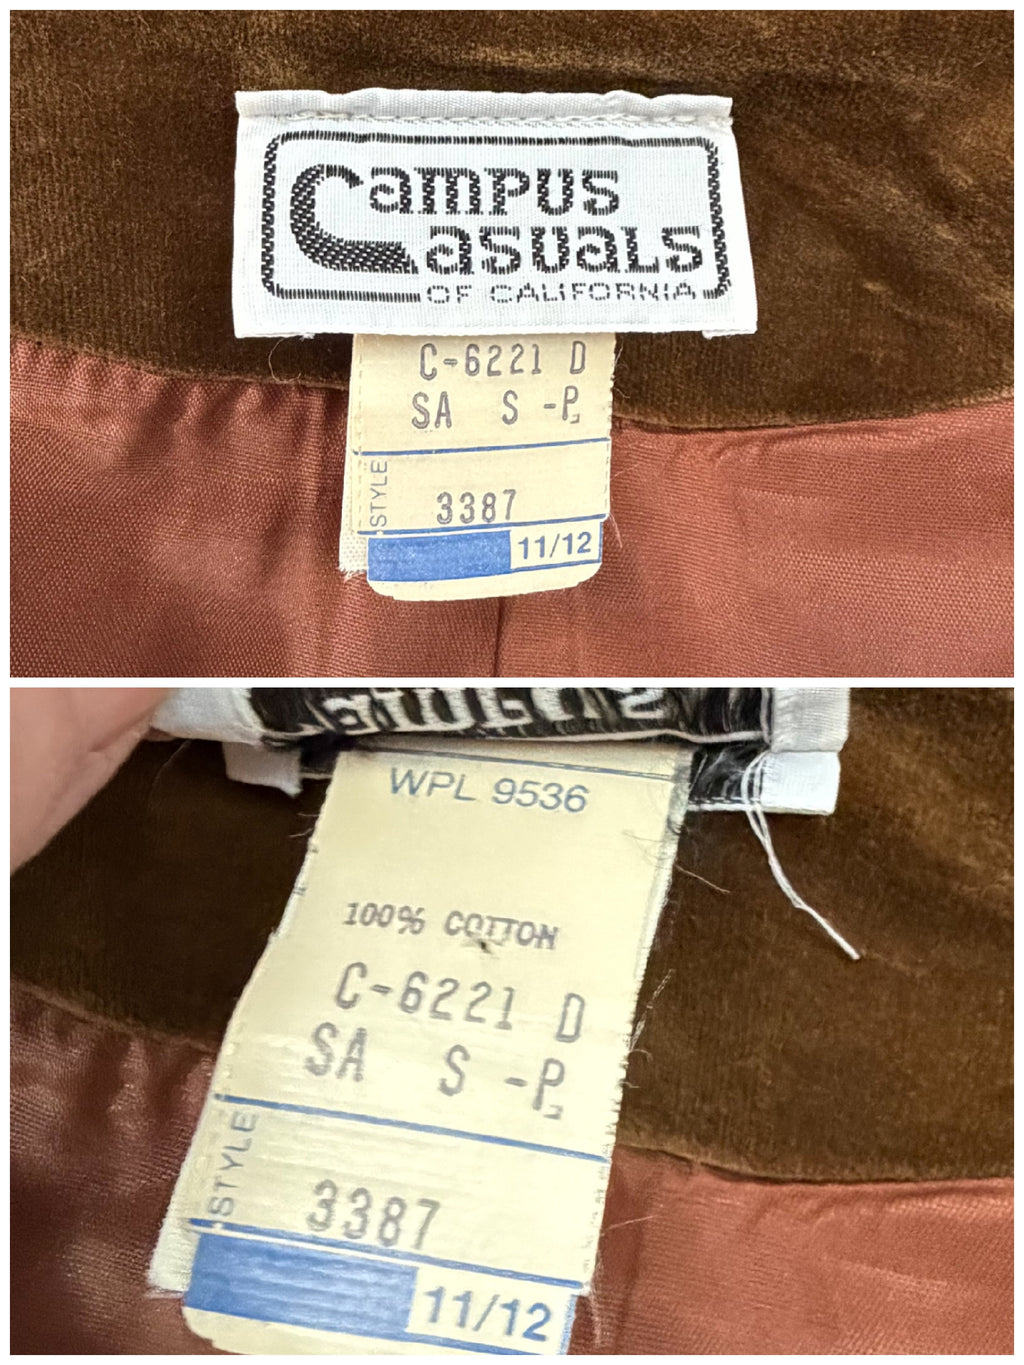 Campus
Casuals
OF CALIFORNIA
C-6221 D
SA S -P
STYLE
3387
11/12
WPL 9536
100% COTTON
C-6221 D
SA S -P
STYLE
3387
11/12